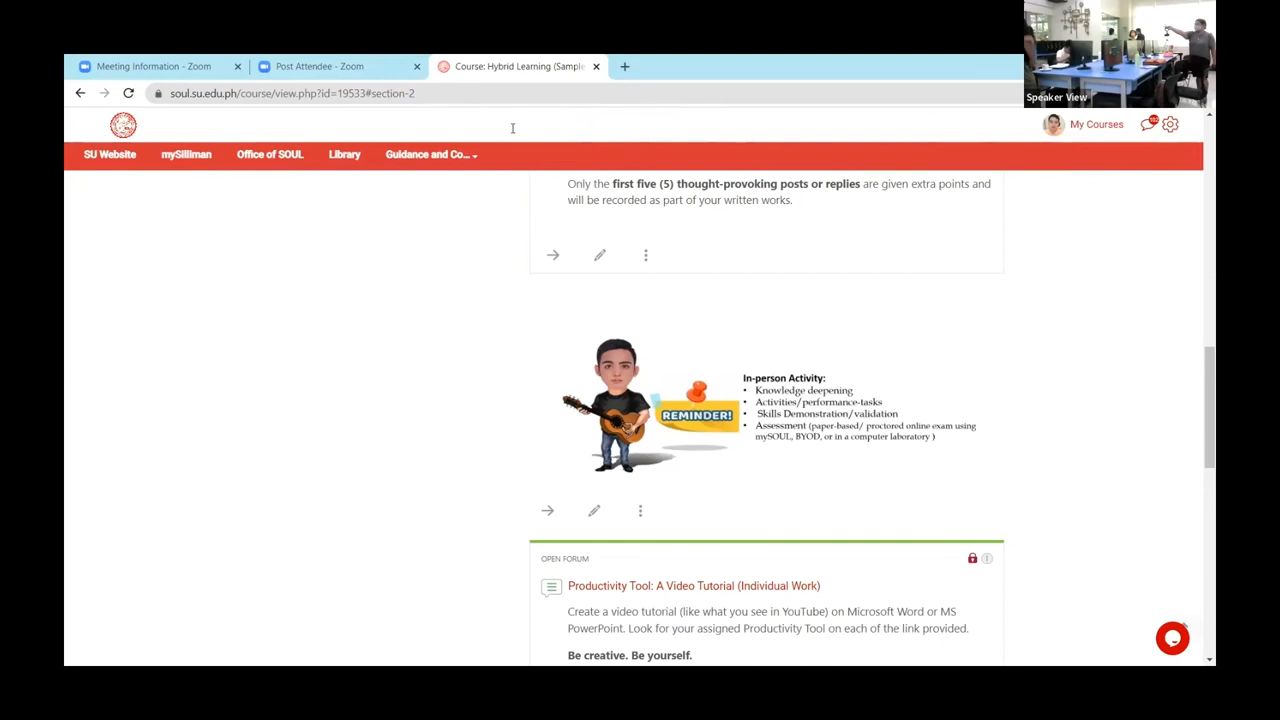 Meeting Information - Zoom
Post Attendee - Zoom
Course: Hybrid Learning (Sample
Speaker View
soul.su.edu.ph/course/view.php?id=19533#section-2
My Courses
SU Website
mySilliman
Office of SOUL
Library
Guidance and Co...
Only the first five (5) thought-provoking posts or replies are given extra points and
will be recorded as part of your written works.
REMINDER!
In-person Activity:
• Knowledge deepening
• Activities/performance-tasks
• Skills Demonstration/validation
• Assessment (paper-based/ proctored online exam using
mySOUL, BYOD, or in a computer laboratory )
OPEN FORUM
Productivity Tool: A Video Tutorial (Individual Work)
Create a video tutorial (like what you see in YouTube) on Microsoft Word or MS
PowerPoint. Look for your assigned Productivity Tool on each of the link provided.
Be creative. Be yourself.